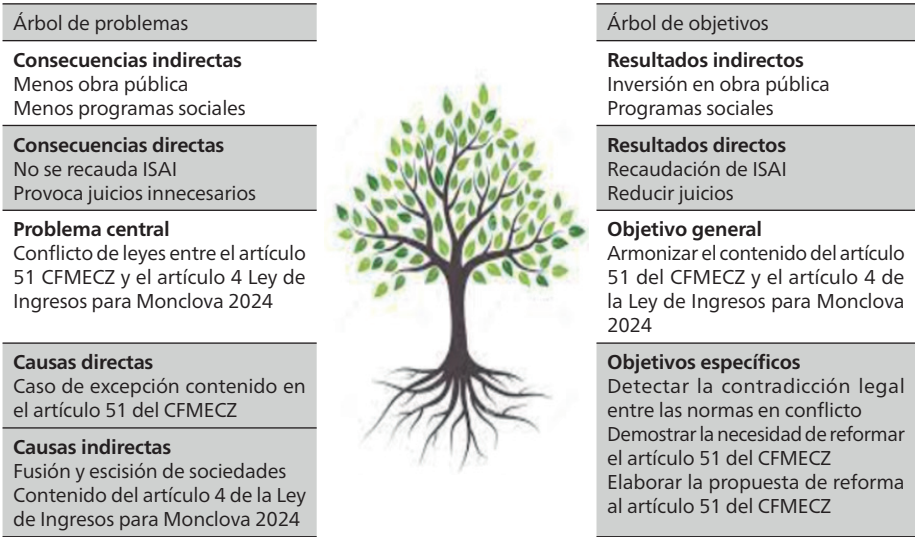 Árbol de problemas
Consecuencias indirectas
Menos obra pública
Menos programas sociales
Consecuencias directas
No se recauda ISAI
Provoca juicios innecesarios
Problema central
Conflicto de leyes entre el artículo
51 CFMECZ y el artículo 4 Ley de
Ingresos para Monclova 2024
Causas directas
Caso de excepción contenido en
el artículo 51 del CFMECZ
Causas indirectas
Fusión y escisión de sociedades
Contenido del artículo 4 de la Ley
de Ingresos para Monclova 2024
Árbol de objetivos
Resultados indirectos
Inversión en obra pública
Programas sociales
Resultados directos
Recaudación de ISAI
Reducir juicios
Objetivo general
Armonizar el contenido del artículo
51 del CFMECZ y el artículo 4 de
la Ley de Ingresos para Monclova
2024
Objetivos específicos
Detectar la contradicción legal
entre las normas en conflicto
Demostrar la necesidad de reformar
el artículo 51 del CFMECZ
Elaborar la propuesta de reforma
al artículo 51 del CFMECZ